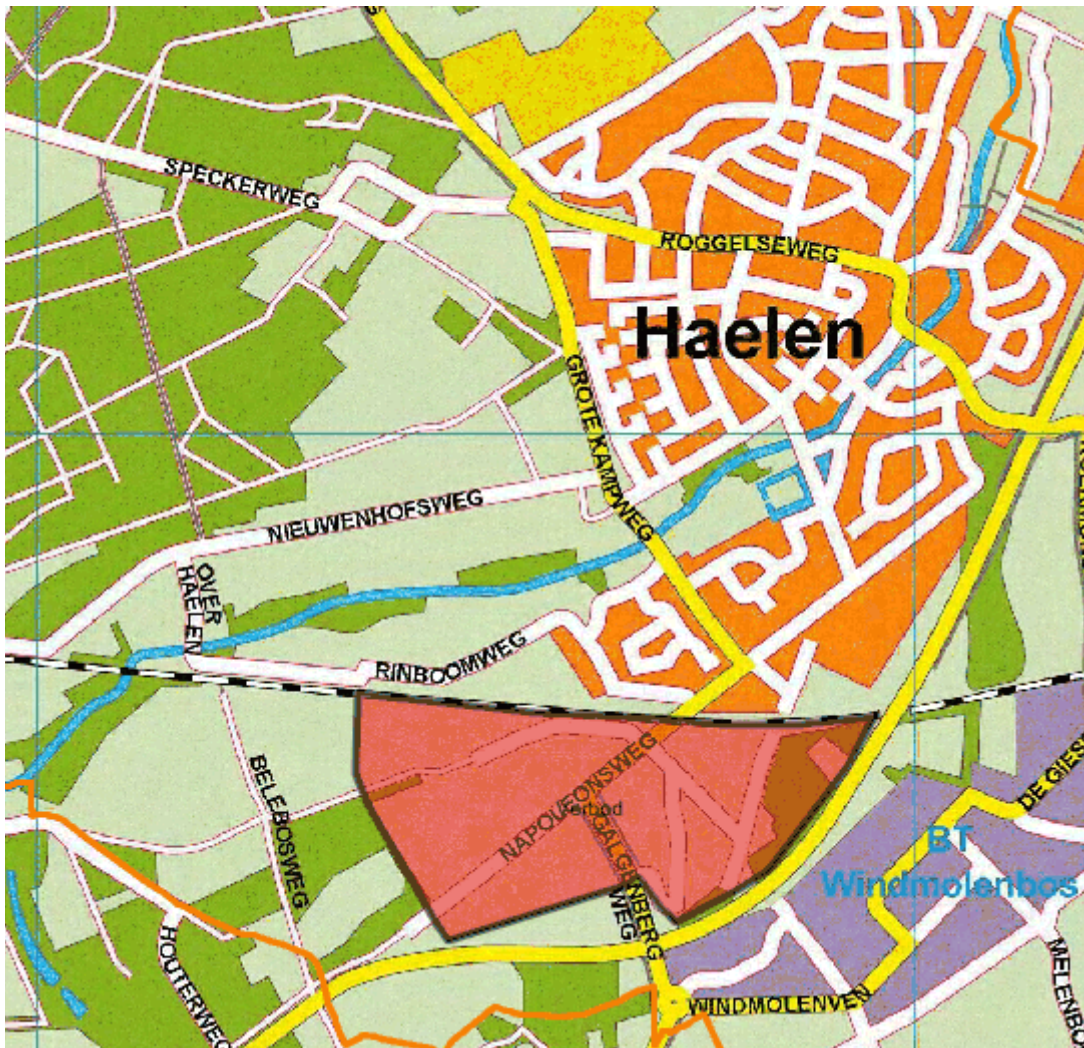 SPECKERWEG
ROGGELSEWEG
Haelen
GROTE KAMPWEG
NIEUWENHOFSWEG
OVER
HAELEN
RINBOOMWEG
BELEBOSWEG
NAPOLEONSWEG
GALGENBERG
WEG
DE GIES
BT
Windmolenbos
HOUTERWEG
WINDMOLENVEN
MELENBO